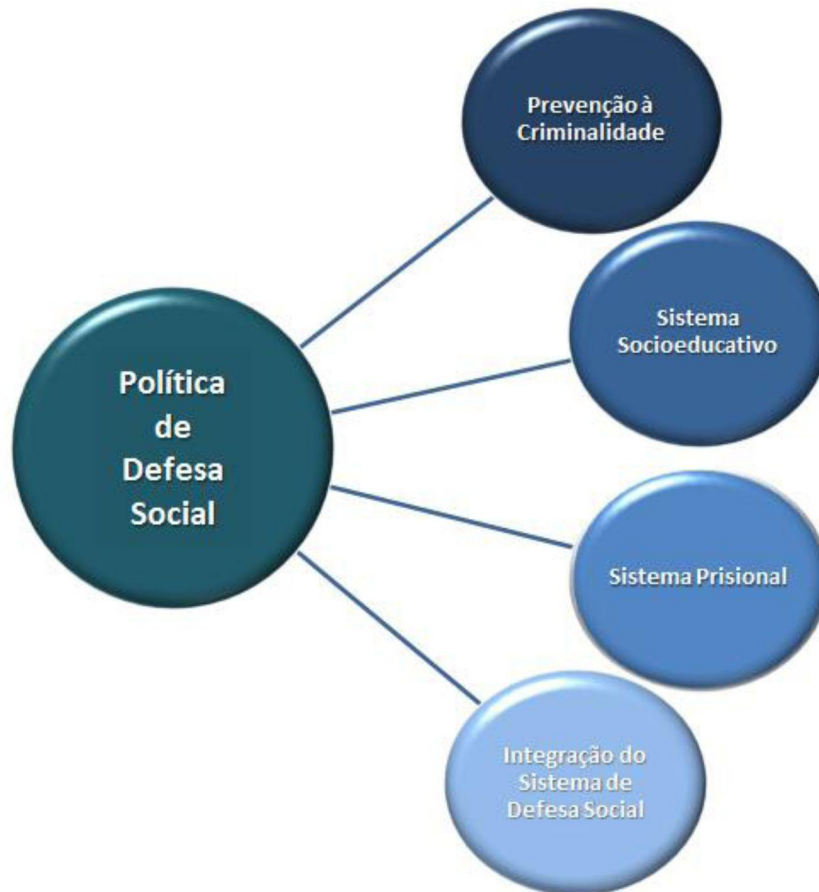 Prevenção à
Criminalidade
Sistema
Socioeducativo
Política
de
Defesa
Social
Sistema Prisional
Integração do
Sistema de
Defesa Social